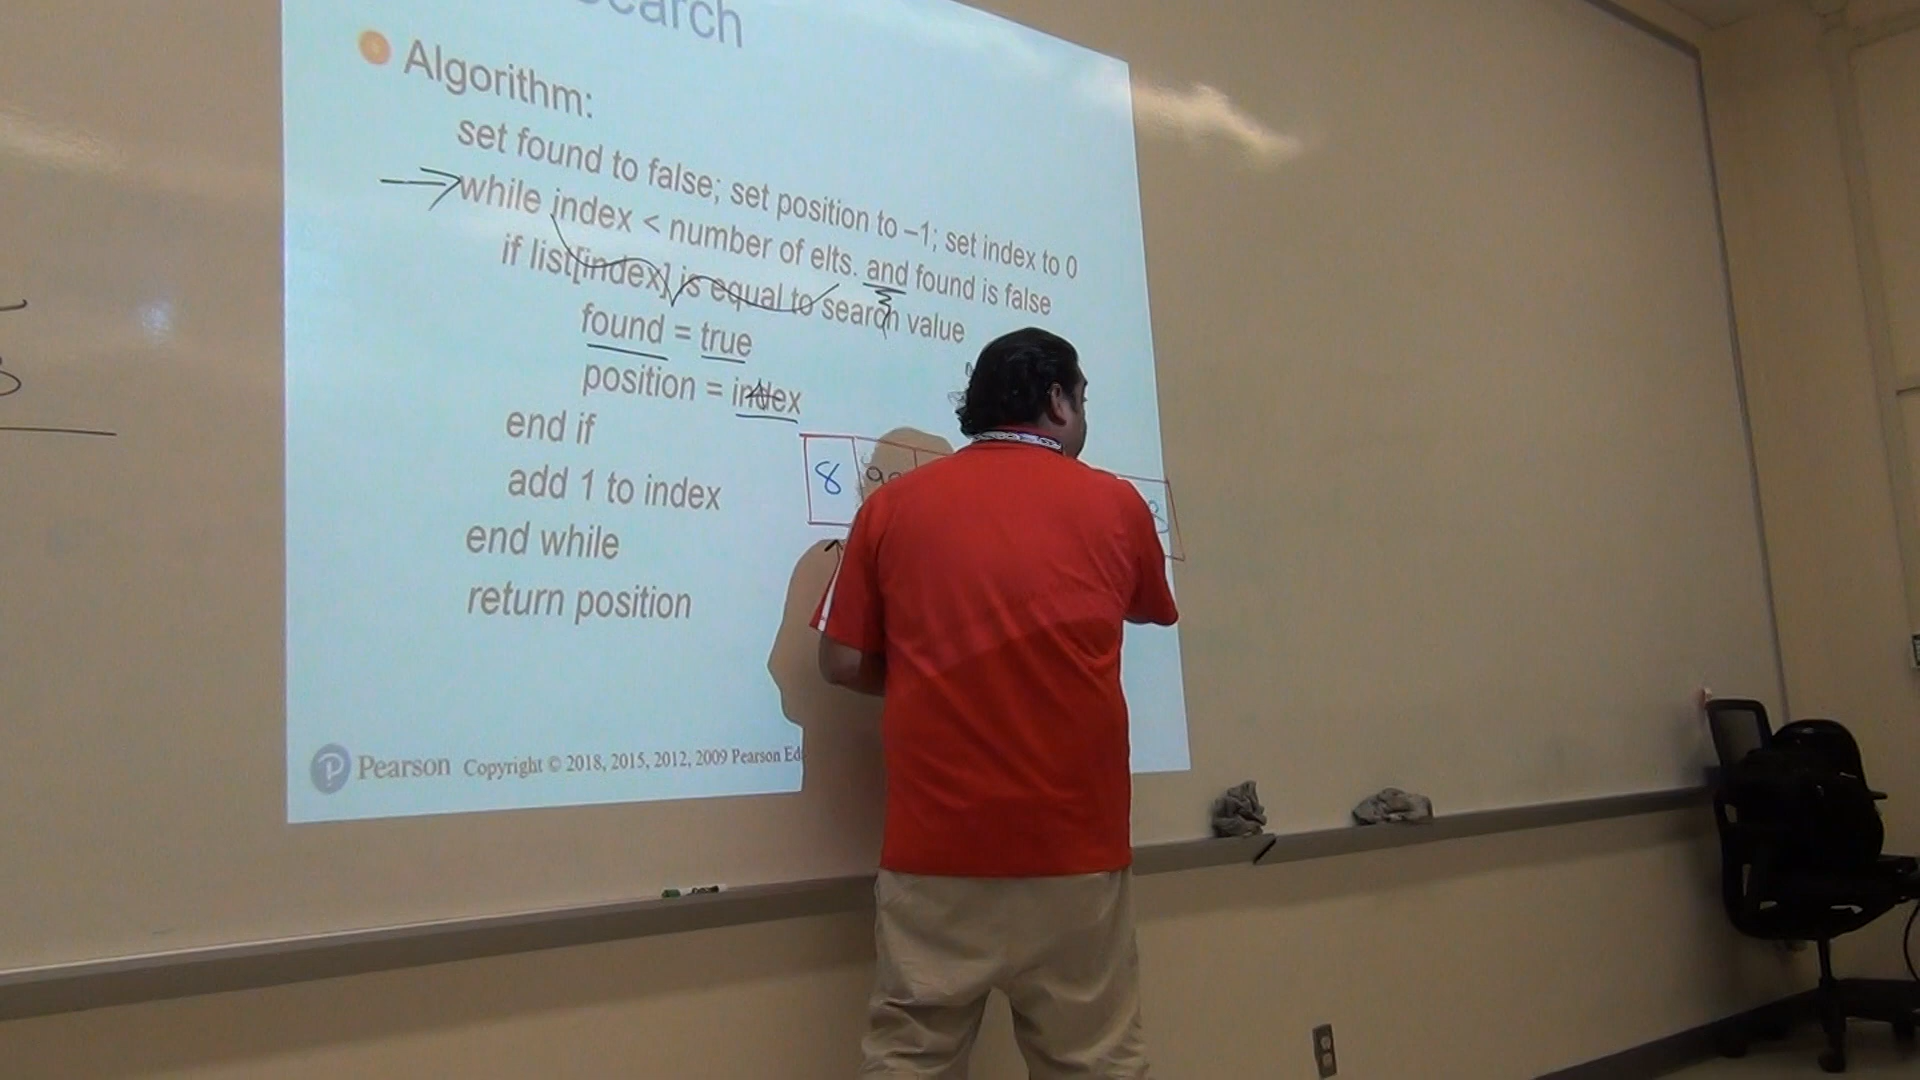 Algorithm:
set found to false; set position to –1; set index to 0
while index < number of elts. and found is false
if list[index] is equal to search value
found = true
position = index
end if
8
add 1 to index
end while
return position
Pearson Copyright © 2018, 2015, 2012, 2009 Pearson